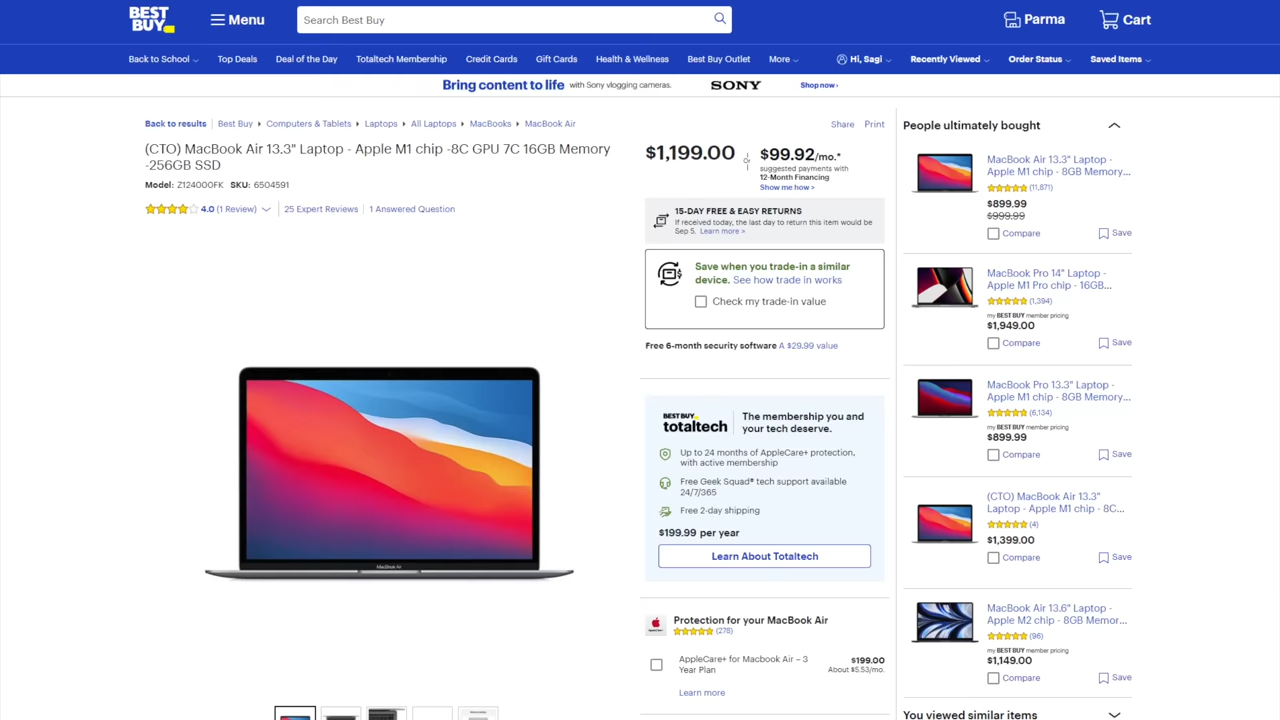 BEST
BUY
Menu
Search Best Buy
Parma
Cart
Back to School
Top Deals
Deal of the Day
Totaltech Membership
Credit Cards
Gift Cards
Health & Wellness
Best Buy Outlet
More
Hi, Sagi
Recently Viewed
Order Status
Saved Items
Bring content to life with Sony vlogging cameras.
SONY
Shop now ›
Back to results
Best Buy
Computers & Tablets
Laptops
All Laptops
MacBooks
MacBook Air
Share
Print
(CTO) MacBook Air 13.3" Laptop - Apple M1 chip -8C GPU 7C 16GB Memory
-256GB SSD
Model: Z124000FK SKU: 6504591
4.0 (1 Review)
25 Expert Reviews
1 Answered Question
MacBook Air
$1,199.00
or
$99.92/mo.*
suggested payments with
12-Month Financing
Show me how >
15-DAY FREE & EASY RETURNS
If received today, the last day to return this item would be
Sep 5. Learn more >
Save when you trade-in a similar
device. See how trade in works
Check my trade-in value
Free 6-month security software A $29.99 value
BEST BUY
totaltech
The membership you and
your tech deserve.
Up to 24 months of AppleCare+ protection,
with active membership
Free Geek Squad® tech support available
24/7/365
Free 2-day shipping
$199.99 per year
Learn About Totaltech
Protection for your MacBook Air
(278)
AppleCare+ for Macbook Air – 3
Year Plan
$199.00
About $5.53/mo.
Learn more
People ultimately bought
MacBook Air 13.3" Laptop -
Apple M1 chip - 8GB Memory...
(11,871)
$899.99
$999.99
Compare
Save
MacBook Pro 14" Laptop -
Apple M1 Pro chip - 16GB...
(1,394)
my BEST BUY member pricing
$1,949.00
Compare
Save
MacBook Pro 13.3" Laptop -
Apple M1 chip - 8GB Memory...
(6,134)
my BEST BUY member pricing
$899.99
Compare
Save
(CTO) MacBook Air 13.3"
Laptop - Apple M1 chip - 8C...
(4)
$1,399.00
Compare
Save
MacBook Air 13.6" Laptop -
Apple M2 chip - 8GB Memor...
(96)
my BEST BUY member pricing
$1,149.00
Compare
Save
You viewed similar items